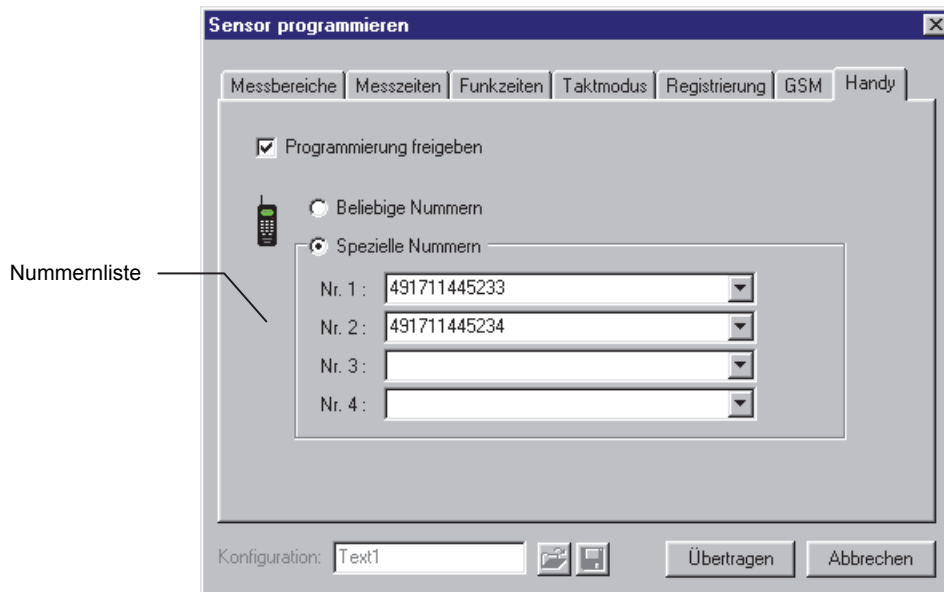 Sensor programmieren
Messbereiche Messzeiten Funkzeiten Taktmodus Registrierung GSM Handy
Programmierung freigeben
Beliebige Nummern
Spezielle Nummern
Nummernliste
Nr. 1 : 491711445233
Nr. 2 : 491711445234
Nr. 3 :
Nr. 4 :
Konfiguration: Text1 Übertragen Abbrechen